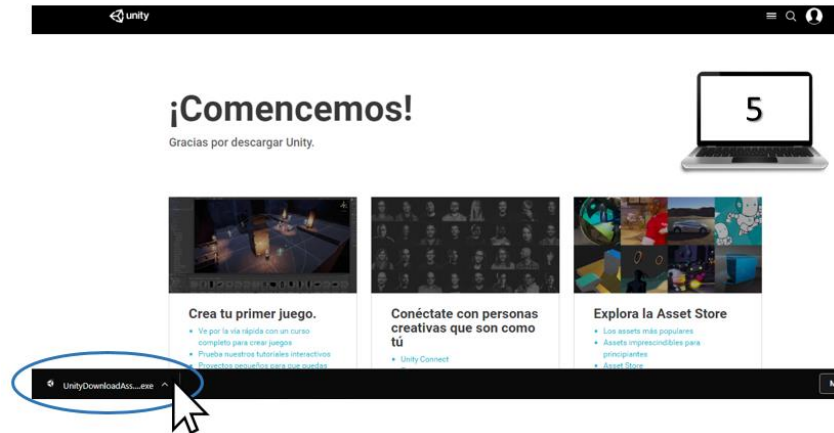 unity
¡Comencemos!
Gracias por descargar Unity.
5
Crea tu primer juego.
Ve por la vía rápida con un curso
completo para crear juegos
Prueba nuestros tutoriales interactivos
Proyectos pequeños para que puedas
Conéctate con personas
creativas que son como
tú
Unity Connect
Explora la Asset Store
Los assets más populares
Assets imprescindibles para
principiantes
Asset Store
UnityDownloadAss....exe